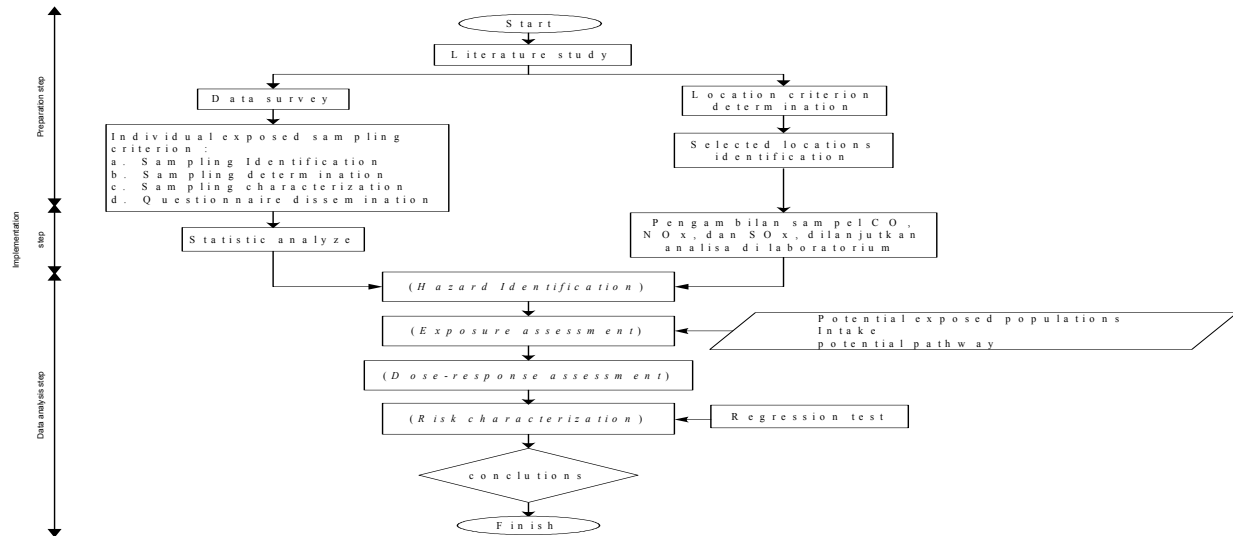 Start
Literature study
Data survey
Location criterion
determination
Individual exposed sampling
criterion :
a. Sampling Identification
b. Sampling determination
c. Sampling characterization
d. Questionnaire dissemination
Selected locations
identification
Statistic analyze
Pengambilan sampel CO,
NOx, dan SOx, dilanjutkan
analisa di laboratorium
(Hazard Identification)
(Exposure assessment)
Potential exposed populations
Intake
potential pathway
(Dose-response assessment)
(Risk characterization)
Regression test
conclutions
Finish
Preparation step
Implementation
step
Data analysis step